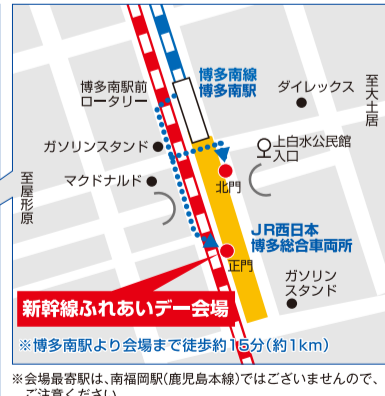 博多南線
博多南駅
博多南駅前
ロータリー
ダイレックス
至大土居
ガソリンスタンド
上白水公民館
入口
マクドナルド
北門
至屋形原
JR西日本
博多総合車両所
正門
ガソリン
スタンド
新幹線ふれあいデー会場
※博多南駅より会場まで徒歩約15分(約1km)
※会場最寄駅は、南福岡駅(鹿児島本線)ではございませんので、
ご注意ください